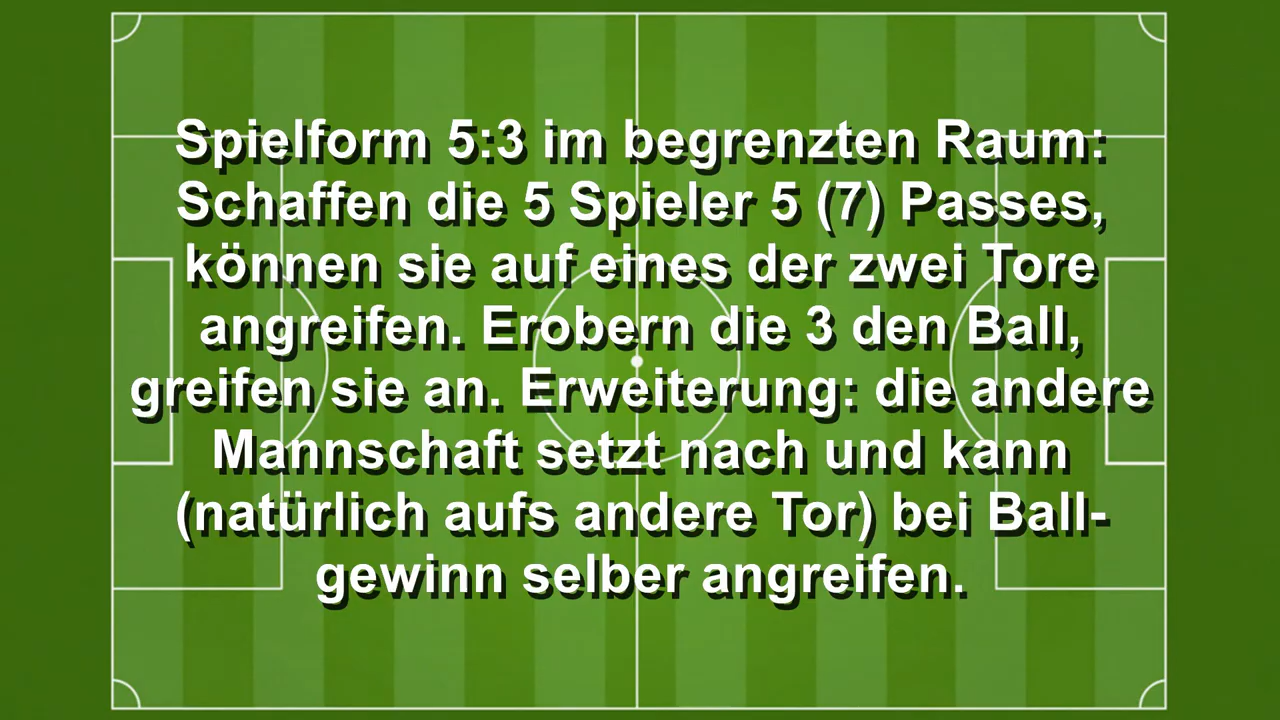 Spielform 5:3 im begrenzten Raum:
Schaffen die 5 Spieler 5 (7) Passes,
können sie auf eines der zwei Tore
angreifen. Erobern die 3 den Ball,
greifen sie an. Erweiterung: die andere
Mannschaft setzt nach und kann
(natürlich aufs andere Tor) bei Ball-
gewinn selber angreifen.